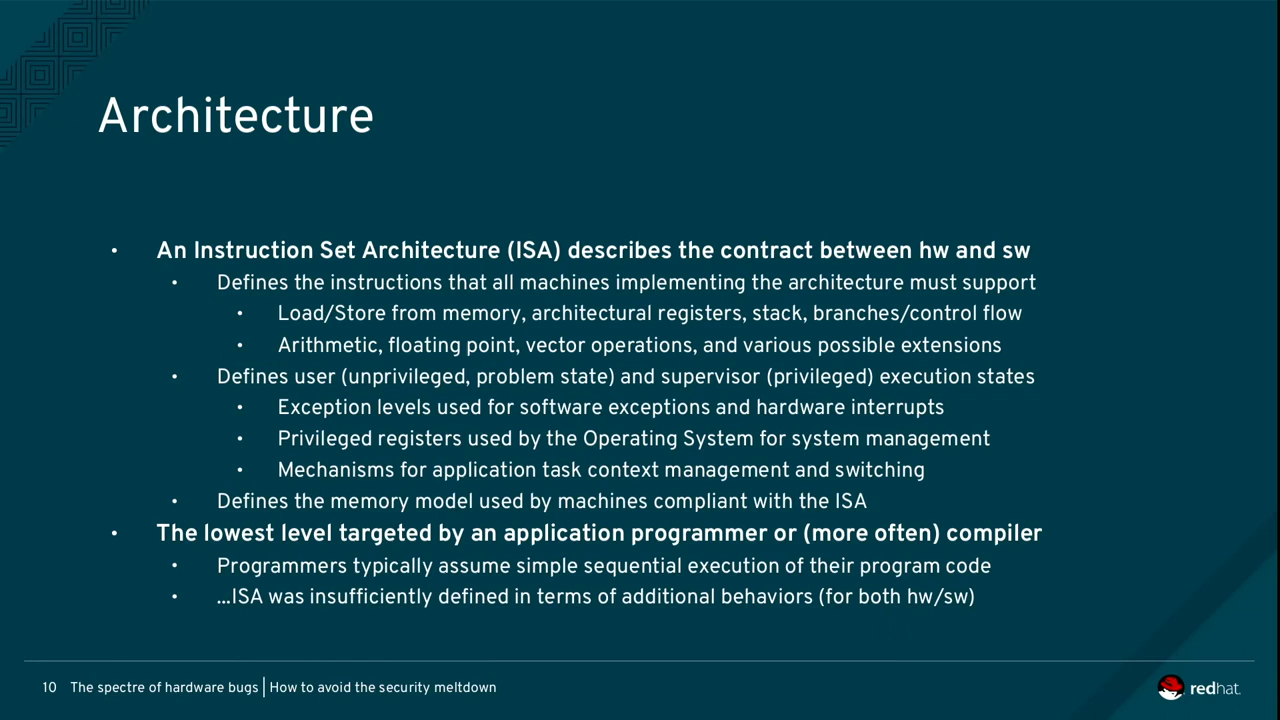 Architecture
• An Instruction Set Architecture (ISA) describes the contract between hw and sw
• Defines the instructions that all machines implementing the architecture must support
• Load/Store from memory, architectural registers, stack, branches/control flow
• Arithmetic, floating point, vector operations, and various possible extensions
• Defines user (unprivileged, problem state) and supervisor (privileged) execution states
• Exception levels used for software exceptions and hardware interrupts
• Privileged registers used by the Operating System for system management
• Mechanisms for application task context management and switching
• Defines the memory model used by machines compliant with the ISA
• The lowest level targeted by an application programmer or (more often) compiler
• Programmers typically assume simple sequential execution of their program code
• ...ISA was insufficiently defined in terms of additional behaviors (for both hw/sw)
10 The spectre of hardware bugs | How to avoid the security meltdown
redhat.